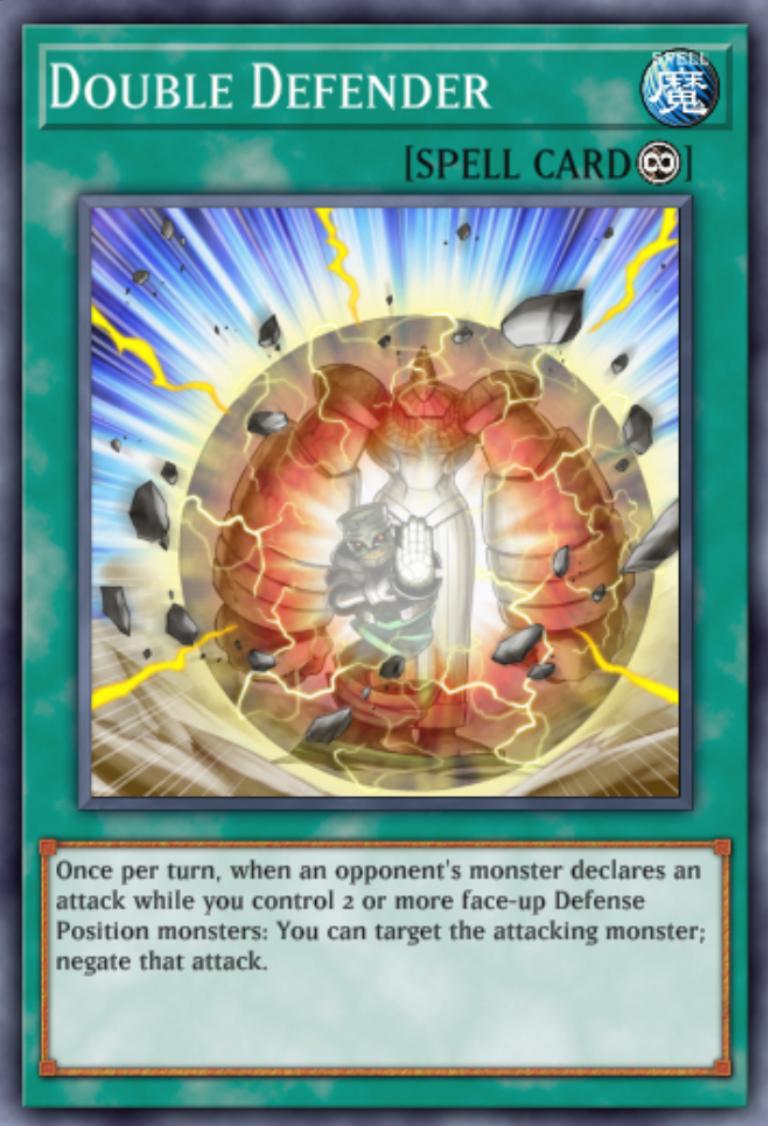 DOUBLE DEFENDER
SPELL
魔
[SPELL CARD♾]
Once per turn, when an opponent's monster declares an
attack while you control 2 or more face-up Defense
Position monsters: You can target the attacking monster;
negate that attack.